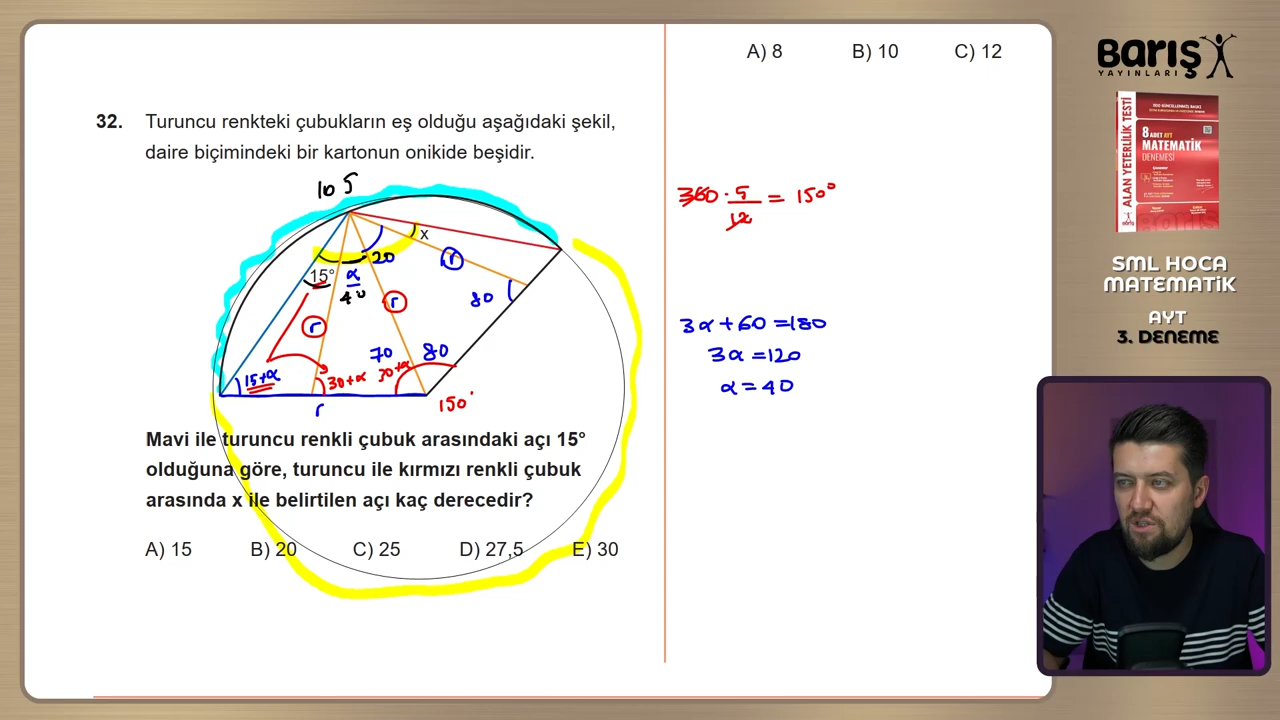 A) 8 B) 10 C) 12
32. Turuncu renkteki çubukların eş olduğu aşağıdaki şekil,
daire biçimindeki bir kartonun onikide beşidir.
105
x
20
15°
α
40
r
r
r
80
70
80
15+α
30+α
30+α
150°
r
Mavi ile turuncu renkli çubuk arasındaki açı 15°
olduğuna göre, turuncu ile kırmızı renkli çubuk
arasında x ile belirtilen açı kaç derecedir?
A) 15 B) 20 C) 25 D) 27,5 E) 30
360 · 5/12 = 150°
3α + 60 = 180
3α = 120
α = 40
BARIŞ
YAYINLARI
ALAN YETERLİLİK TESTİ
8 ADET AYT
MATEMATİK
DENEMESİ
SML HOCA
MATEMATİK
AYT
3. DENEME